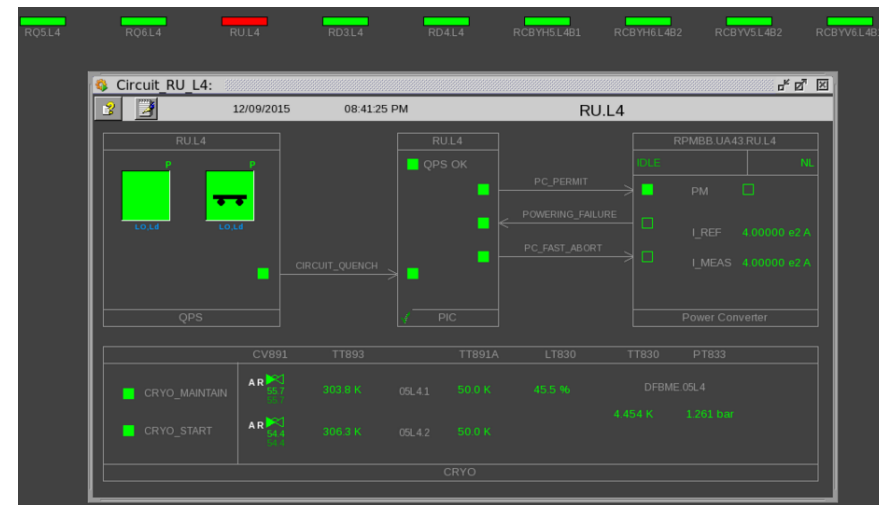 RQ5.L4 RQ6.L4 RU.L4 RD3.L4 RD4.L4 RCBYH5.L4B1 RCBYH6.L4B2 RCBYV5.L4B2 RCBYV6.L4B
Circuit_RU_L4:
12/09/2015 08:41:25 PM RU.L4
RU.L4 RU.L4 RPMBB.UA43.RU.L4
P P QPS OK IDLE NL
PC_PERMIT PM
LO,Ld LO,Ld POWERING_FAILURE I_REF 4.00000 e2 A
PC_FAST_ABORT
CIRCUIT_QUENCH I_MEAS 4.00000 e2 A
QPS PIC Power Converter
CV891 TT893 TT891A LT830 TT830 PT833
CRYO_MAINTAIN AR 55.7 303.8 K 05L4.1 50.0 K 45.5 % DFBME.05L4
55.7
4.454 K 1.261 bar
CRYO_START AR 54.4 306.3 K 05L4.2 50.0 K
54.4
CRYO